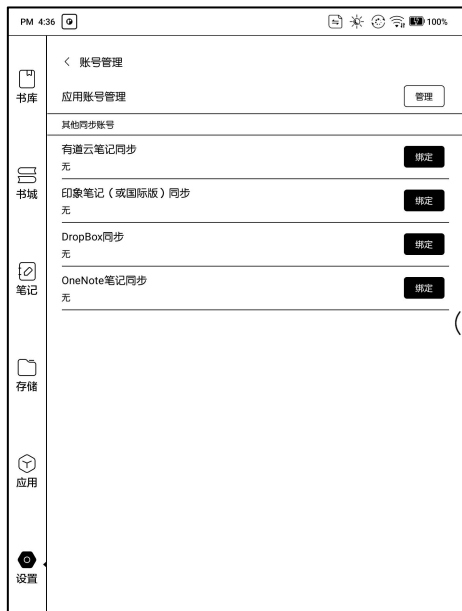 PM 4:36
100%
< 账号管理
应用账号管理
管理
其他同步账号
有道云笔记同步
无
绑定
印象笔记（或国际版）同步
无
绑定
DropBox同步
无
绑定
OneNote笔记同步
无
绑定
书库
书城
笔记
存储
应用
设置